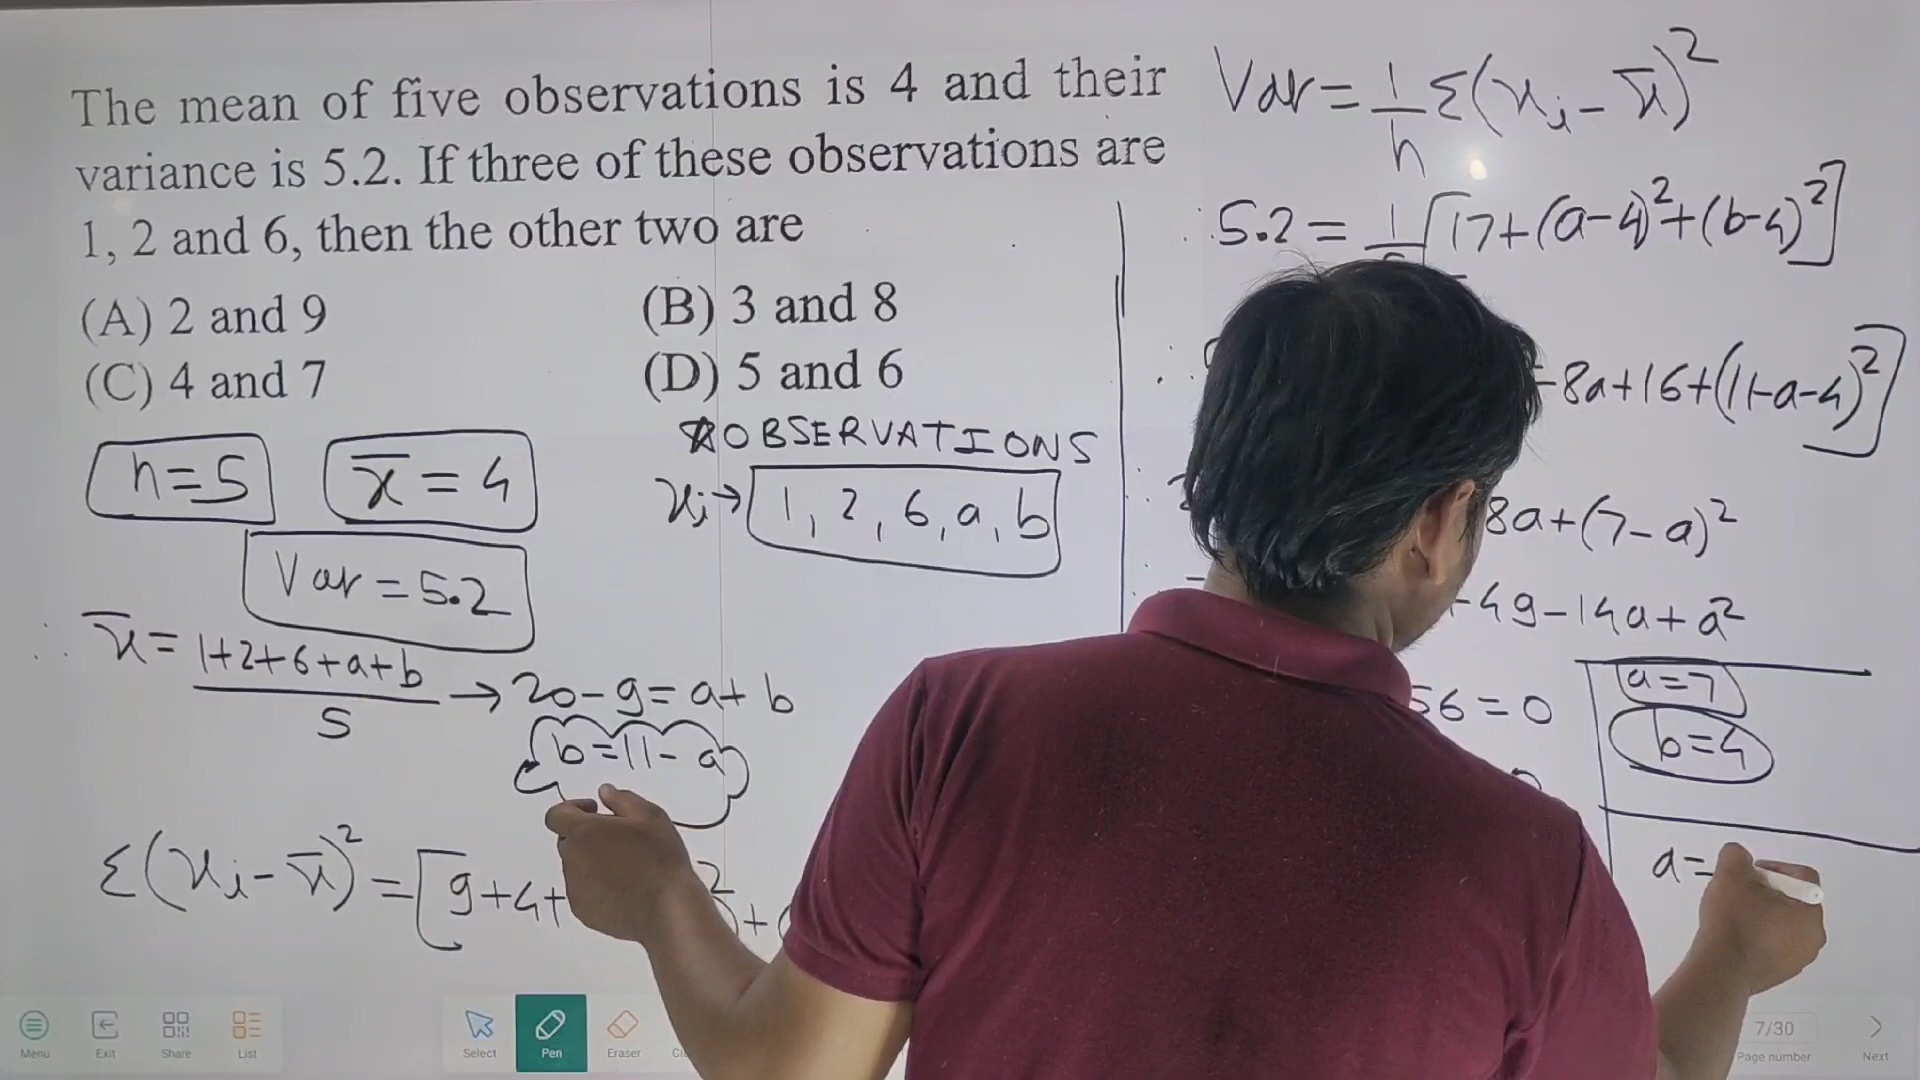 The mean of five observations is 4 and their
variance is 5.2. If three of these observations are
1, 2 and 6, then the other two are
(A) 2 and 9
(B) 3 and 8
(C) 4 and 7
(D) 5 and 6
n=5
x̄=4
OBSERVATIONS
xᵢ→ 1, 2, 6, a, b
Var=5.2
∴ x̄ = 1+2+6+a+b / 5 → 20-9=a+b
b=11-a
Σ(xᵢ-x̄)²=[9+4+
Var=1/n Σ(xᵢ-x̄)²
∴ 5.2= [17+(a-4)²+(b-4)²]
-8a+16+(11-a-4)²]
8a+(7-a)²
49-14a+a²
56=0
a=7
b=4
a=
Menu
Exit
Share
List
Select
Pen
Eraser
7/30
Page number
Next